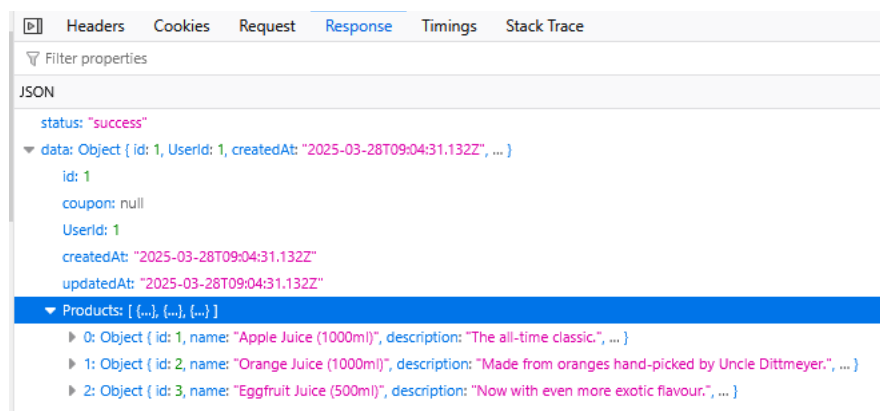 Headers Cookies Request Response Timings Stack Trace
Filter properties
JSON
status: "success"
data: Object { id: 1, UserId: 1, createdAt: "2025-03-28T09:04:31.132Z", … }
id: 1
coupon: null
UserId: 1
createdAt: "2025-03-28T09:04:31.132Z"
updatedAt: "2025-03-28T09:04:31.132Z"
Products: [ {…}, {…}, {…} ]
0: Object { id: 1, name: "Apple Juice (1000ml)", description: "The all-time classic.", … }
1: Object { id: 2, name: "Orange Juice (1000ml)", description: "Made from oranges hand-picked by Uncle Dittmeyer.", … }
2: Object { id: 3, name: "Eggfruit Juice (500ml)", description: "Now with even more exotic flavour.", … }